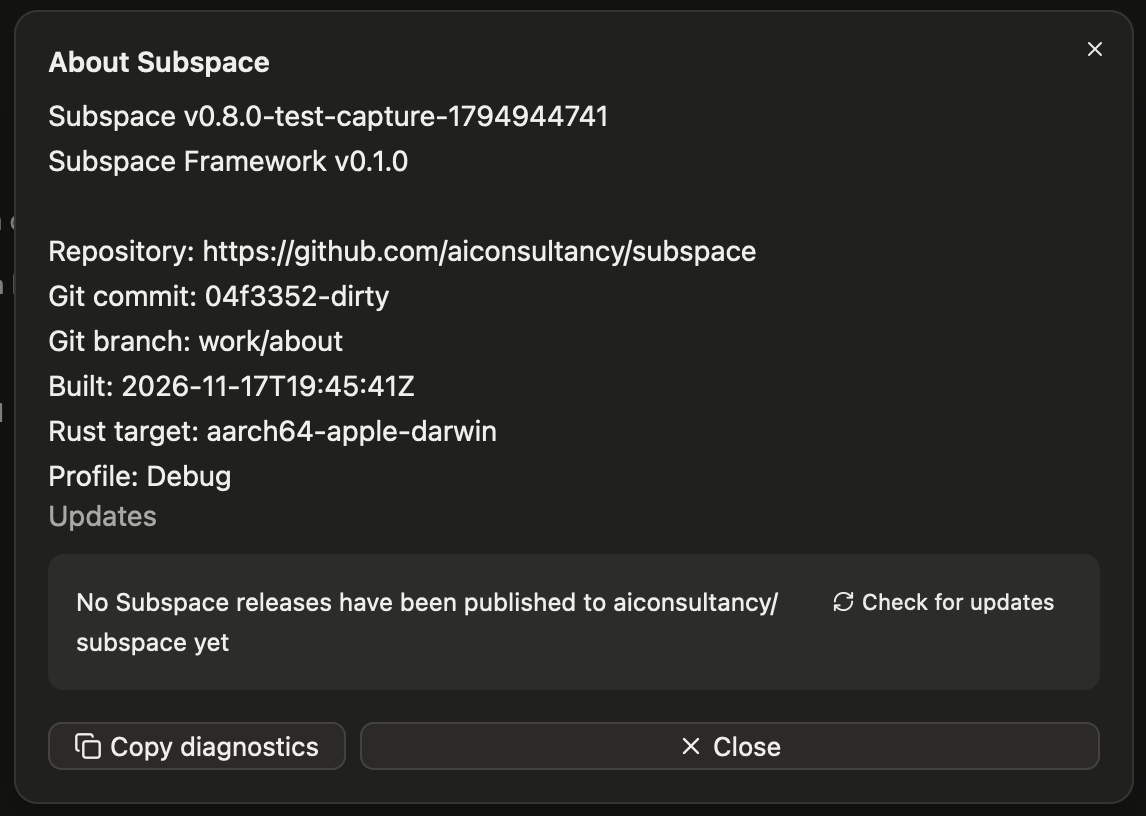 About Subspace
Subspace v0.8.0-test-capture-1794944741
Subspace Framework v0.1.0
Repository: https://github.com/aiconsultancy/subspace
Git commit: 04f3352-dirty
Git branch: work/about
Built: 2026-11-17T19:45:41Z
Rust target: aarch64-apple-darwin
Profile: Debug
Updates
No Subspace releases have been published to aiconsultancy/
subspace yet
Check for updates
Copy diagnostics
Close